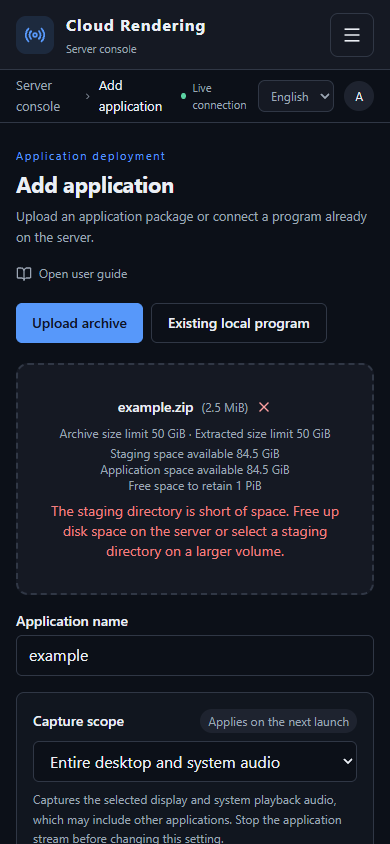 Cloud Rendering
Server console
Server console
›
Add application
Live connection
English
A
Application deployment
Add application
Upload an application package or connect a program already
on the server.
Open user guide
Upload archive
Existing local program
example.zip (2.5 MiB)
Archive size limit 50 GiB · Extracted size limit 50 GiB
Staging space available 84.5 GiB
Application space available 84.5 GiB
Free space to retain 1 PiB
The staging directory is short of space. Free up
disk space on the server or select a staging
directory on a larger volume.
Application name
example
Capture scope
Applies on the next launch
Entire desktop and system audio
Captures the selected display and system playback audio,
which may include other applications. Stop the application
stream before changing this setting.